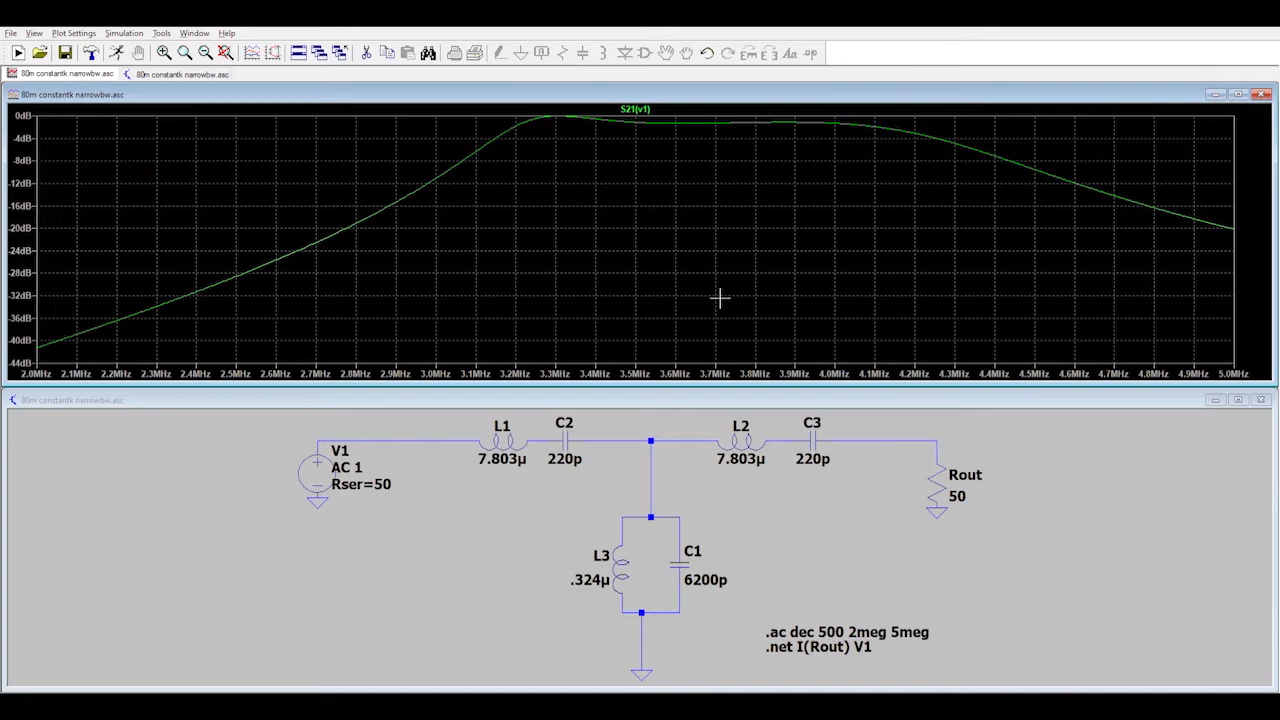 File View Plot Settings Simulation Tools Window Help
.op
80m constantk narrowbw.asc 80m constantk narrowbw.asc
80m constantk narrowbw.asc
S21(v1)
0dB
-4dB
-8dB
-12dB
-16dB
-20dB
-24dB
-28dB
-32dB
-36dB
-40dB
-44dB
2.0MHz 2.1MHz 2.2MHz 2.3MHz 2.4MHz 2.5MHz 2.6MHz 2.7MHz 2.8MHz 2.9MHz 3.0MHz 3.1MHz 3.2MHz 3.3MHz 3.4MHz 3.5MHz 3.6MHz 3.7MHz 3.8MHz 3.9MHz 4.0MHz 4.1MHz 4.2MHz 4.3MHz 4.4MHz 4.5MHz 4.6MHz 4.7MHz 4.8MHz 4.9MHz 5.0MHz
80m constantk narrowbw.asc
L1
7.803µ
C2
220p
L2
7.803µ
C3
220p
V1
AC 1
Rser=50
Rout
50
L3
.324µ
C1
6200p
.ac dec 500 2meg 5meg
.net I(Rout) V1